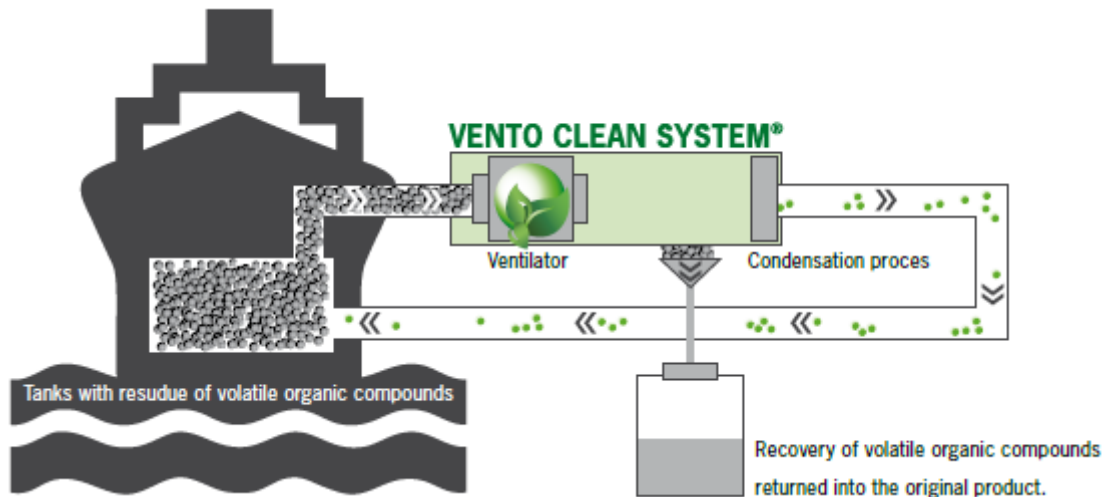 VENTO CLEAN SYSTEM®
Ventilator
Condensation proces
Tanks with resudue of volatile organic compounds
Recovery of volatile organic compounds
returned into the original product.